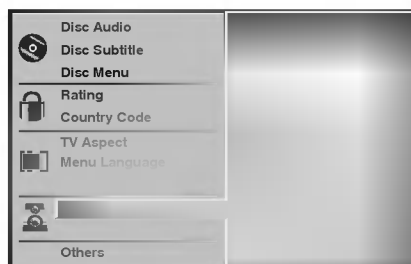 Disc Audio
Disc Subtitle
Disc Menu
Rating
Country Code
TV Aspect
Menu Language
Others